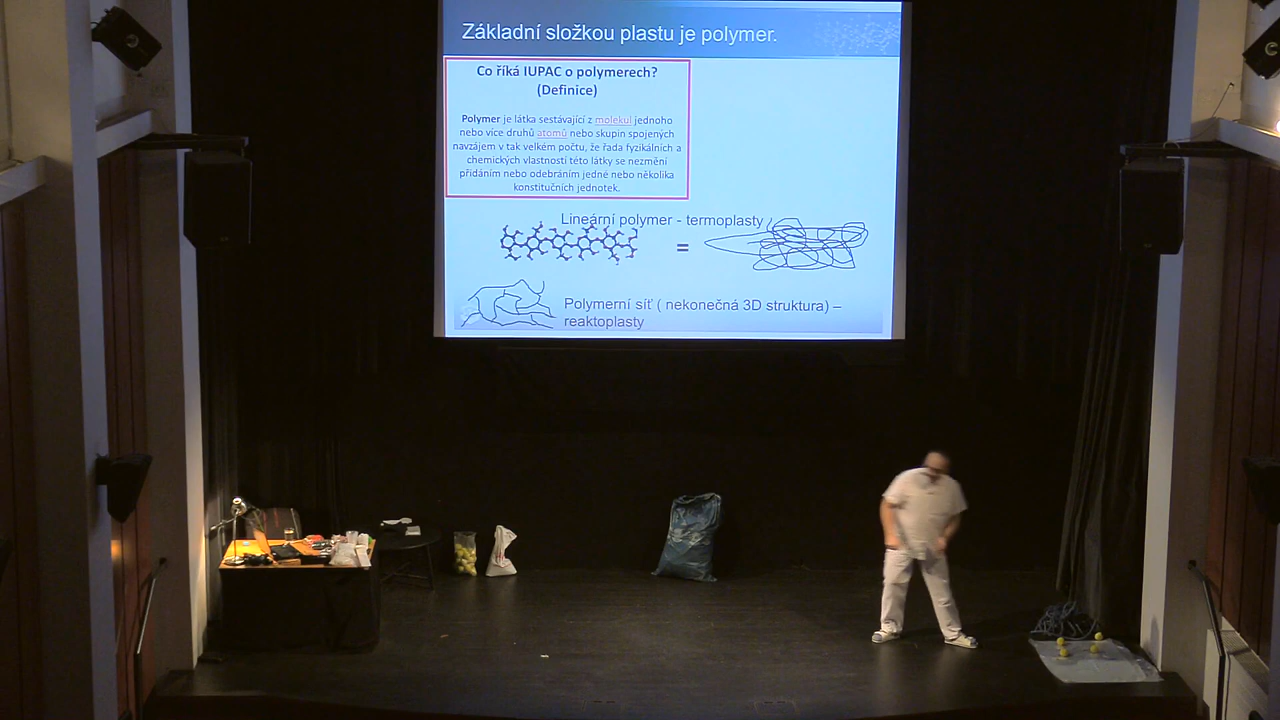 Základní složkou plastu je polymer.
Co říká IUPAC o polymerech?
(Definice)
Polymer je látka sestávající z molekul jednoho
nebo více druhů atomů nebo skupin spojených
navzájem v tak velkém počtu, že řada fyzikálních a
chemických vlastností této látky se nezmění
přidáním nebo odebráním jedné nebo několika
konstitučních jednotek.
Lineární polymer - termoplasty
=
Polymerní síť ( nekonečná 3D struktura) –
reaktoplasty